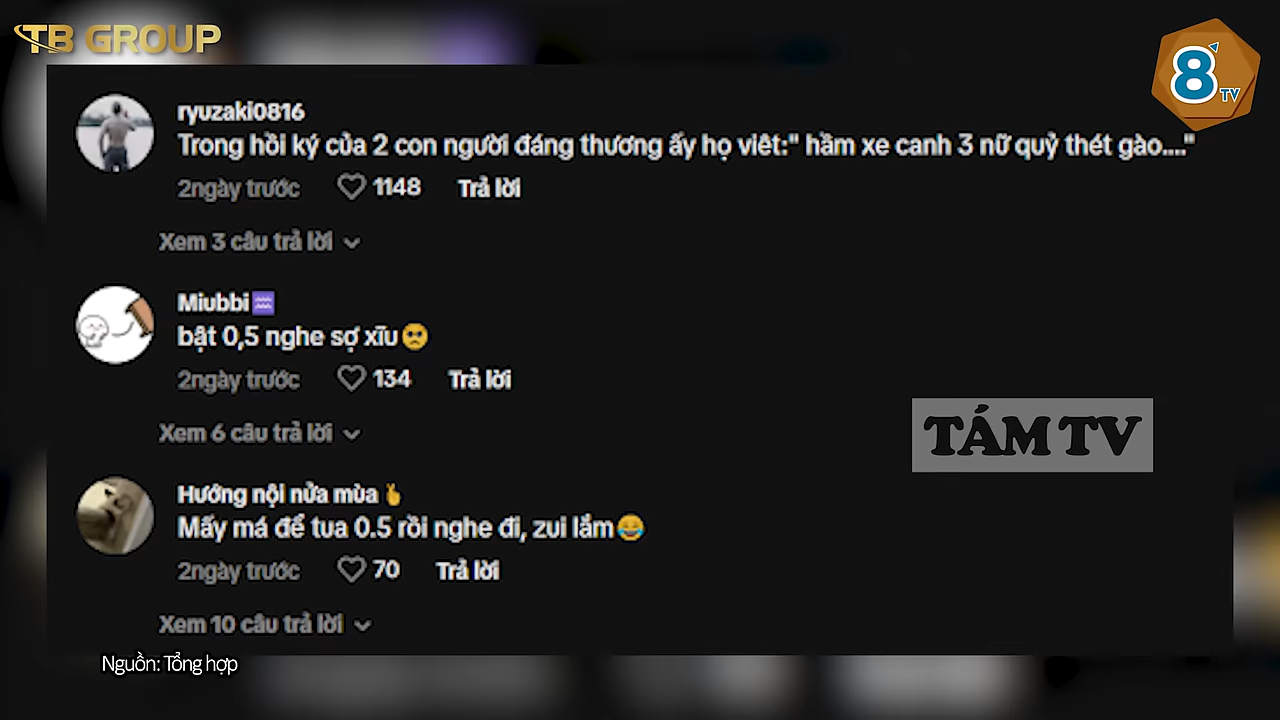 TB GROUP
8 TV
ryuzaki0816
Trong hồi ký của 2 con người đáng thương ấy họ viêt:" hầm xe canh 3 nữ quỷ thét gào...."
2ngày trước 1148 Trả lời
Xem 3 câu trả lời
Miubbi♒
bật 0,5 nghe sợ xĩu🥺
2ngày trước 134 Trả lời
Xem 6 câu trả lời
TÁM TV
Hướng nội nửa mùa🫰
Mấy má để tua 0.5 rồi nghe đi, zui lắm😂
2ngày trước 70 Trả lời
Xem 10 câu trả lời
Nguồn: Tổng hợp